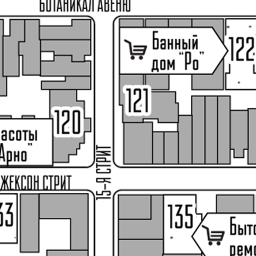 БОТАНИКАЛ АВЕНЮ
Банный
дом "Ро"
122
121
120
асоты
Арно"
15-Я СТРИТ
ЖЕКСОН СТРИТ
33
135
Быто
ремо